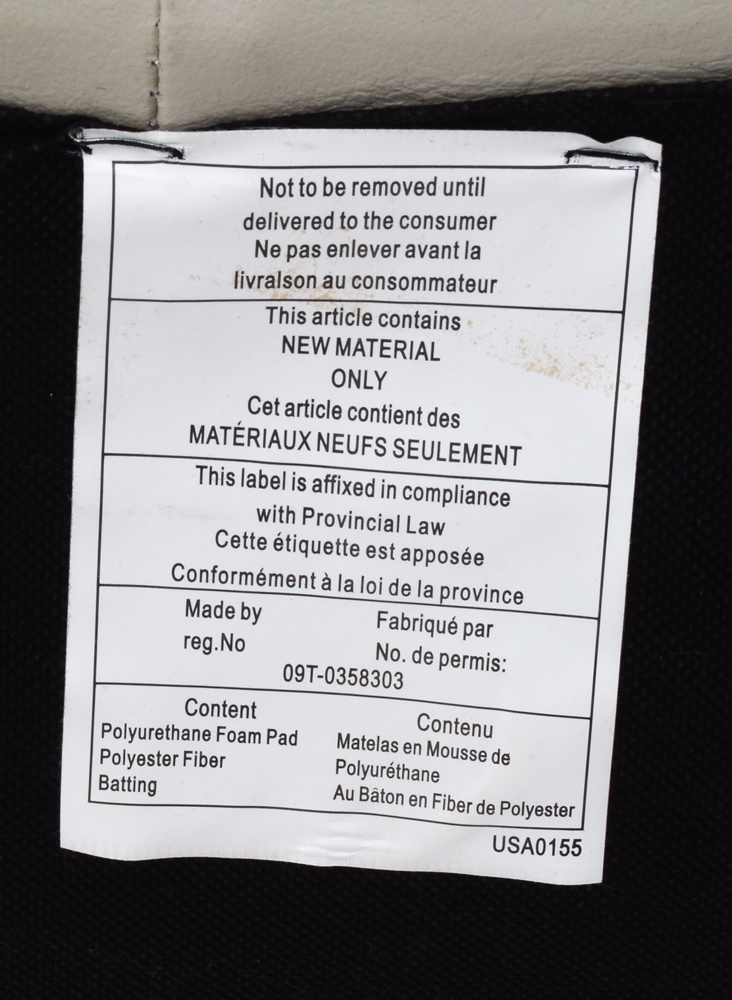 Not to be removed until
delivered to the consumer
Ne pas enlever avant la
livralson au consommateur
This article contains
NEW MATERIAL
ONLY
Cet article contient des
MATÉRIAUX NEUFS SEULEMENT
This label is affixed in compliance
with Provincial Law
Cette étiquette est apposée
Conformément à la loi de la province
Made by
reg.No
Fabriqué par
No. de permis:
09T-0358303
Content
Polyurethane Foam Pad
Polyester Fiber
Batting
Contenu
Matelas en Mousse de
Polyuréthane
Au Bâton en Fiber de Polyester
USA0155